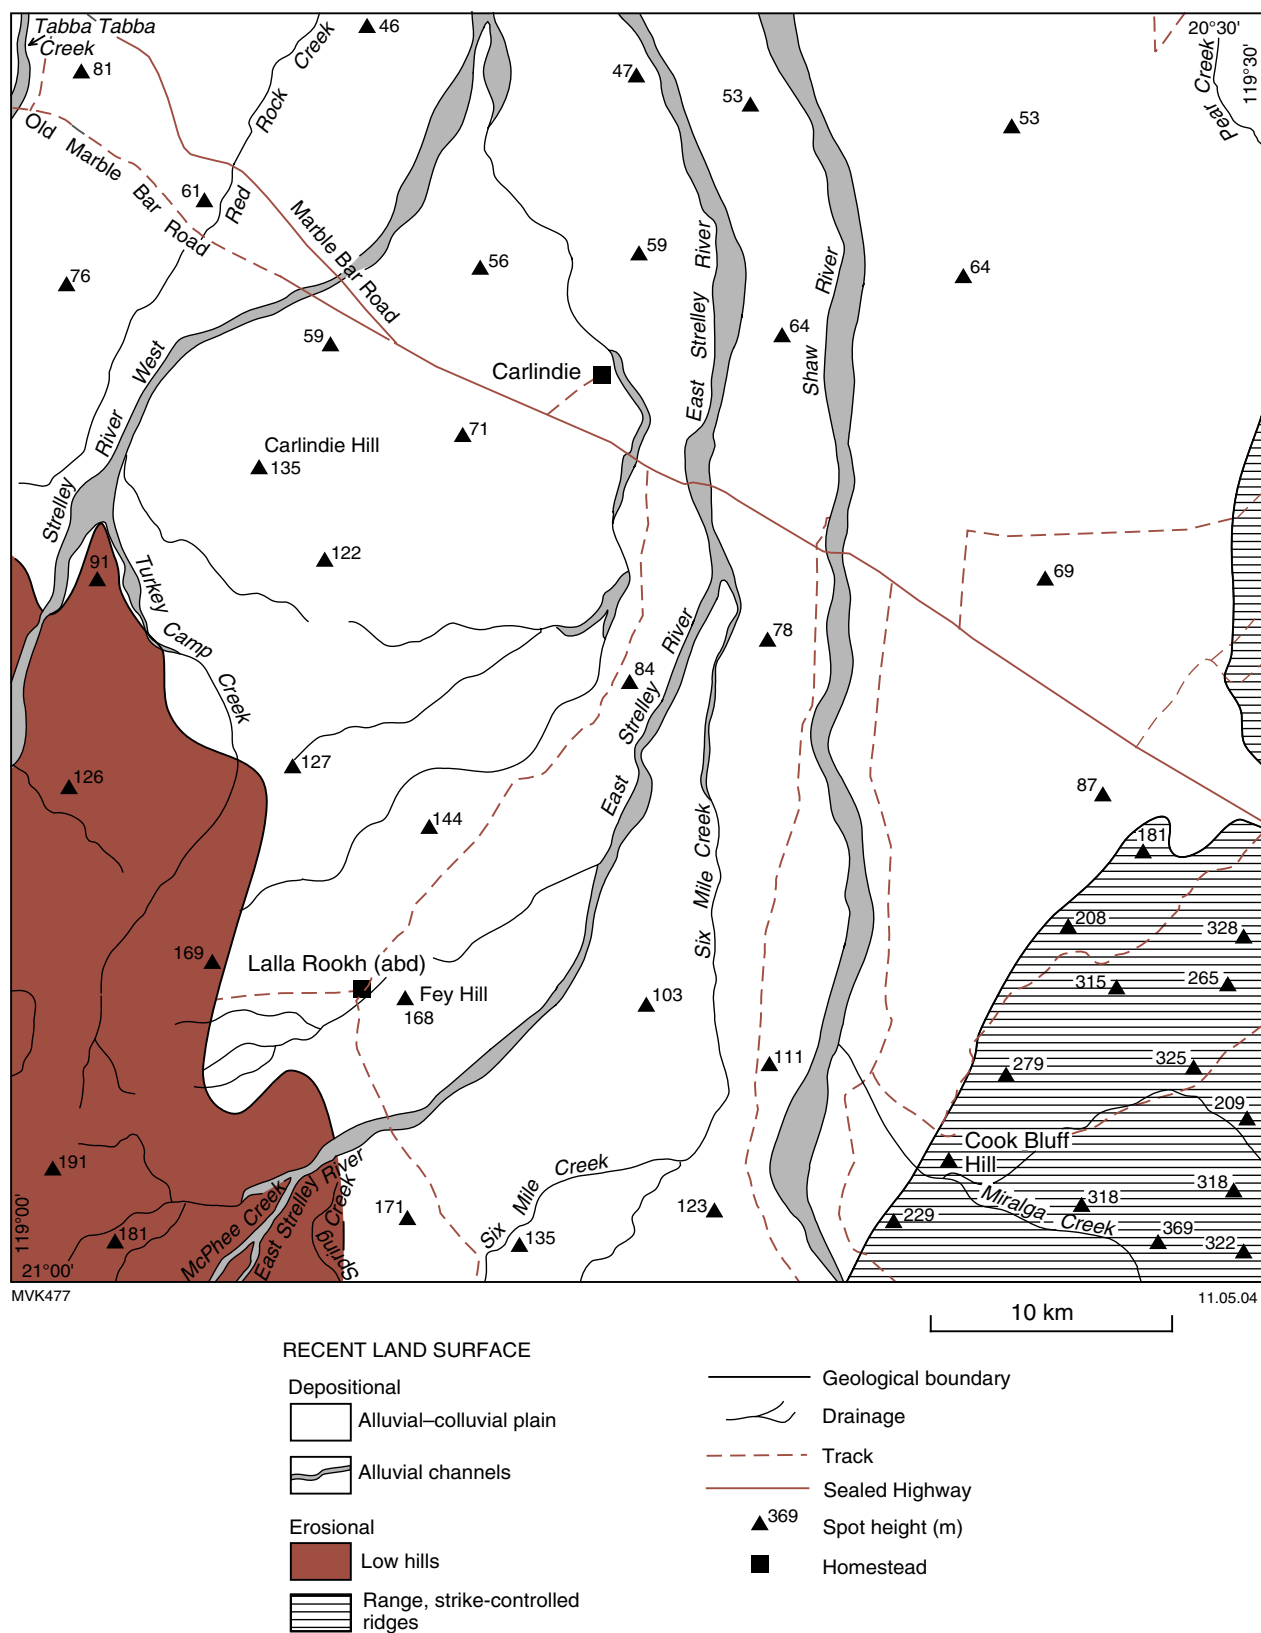 Tabba Tabba
Creek
46
81
Red Rock Creek
47
53
53
20°30'
119°30'
Pear Creek
Old Marble Bar Road
61
Marble Bar Road
76
56
59
64
64
59
East Strelley River
Shaw River
Strelley River West
Carlindie
71
Carlindie Hill
135
122
91
Turkey Camp Creek
69
78
84
East Strelley River
126
127
144
87
181
Six Mile Creek
208
328
169
Lalla Rookh (abd)
Fey Hill
168
103
315
265
111
279
325
209
Cook Bluff
Hill
191
McPhee Creek
East Strelley River
Spring Creek
171
Six Mile Creek
135
123
318
318
Miralga Creek
229
369
322
181
119°00'
21°00'
MVK477
11.05.04
10 km
RECENT LAND SURFACE
Depositional
Alluvial–colluvial plain
Alluvial channels
Erosional
Low hills
Range, strike-controlled
ridges
Geological boundary
Drainage
Track
Sealed Highway
369
Spot height (m)
Homestead